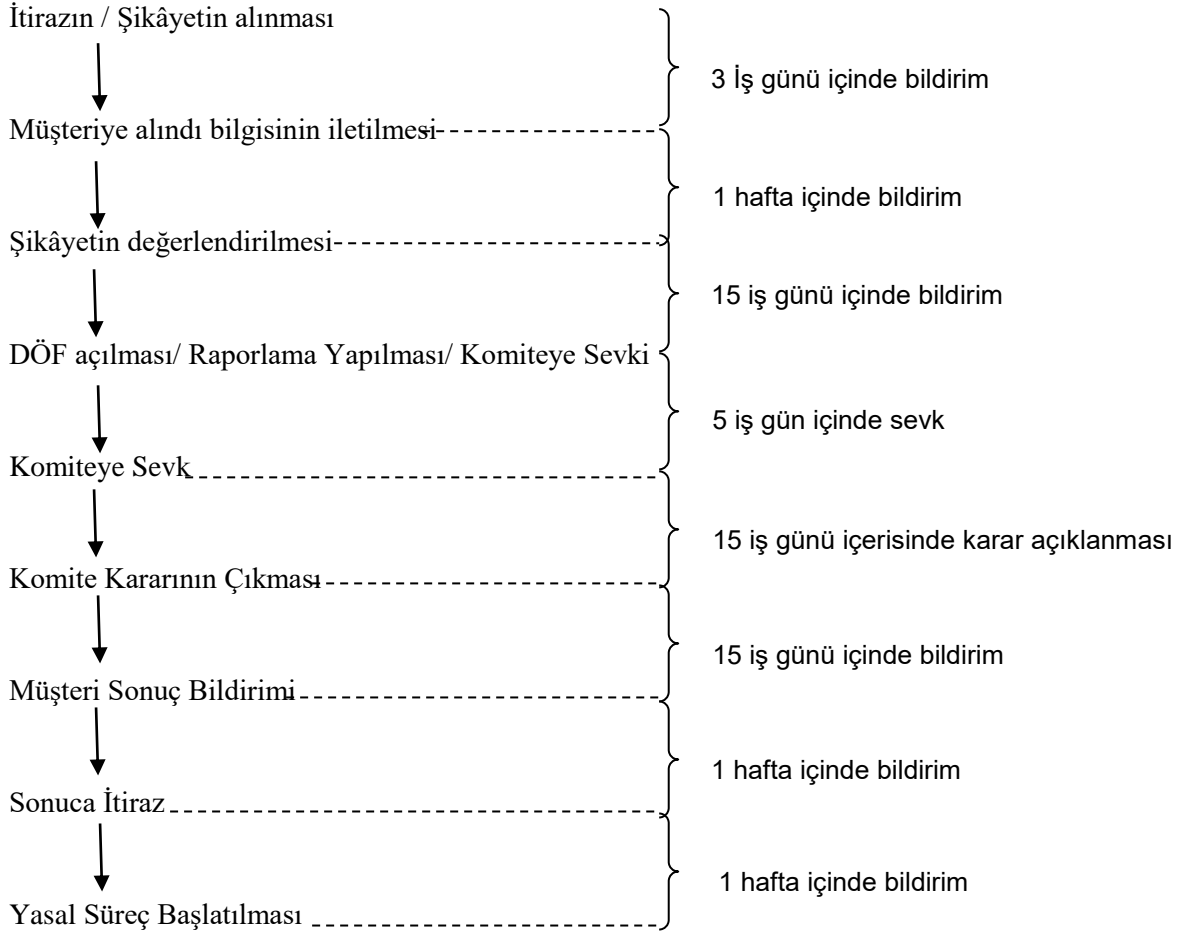 İtirazın / Şikâyetin alınması
3 İş günü içinde bildirim
Müşteriye alındı bilgisinin iletilmesi
1 hafta içinde bildirim
Şikâyetin değerlendirilmesi
15 iş günü içinde bildirim
DÖF açılması/ Raporlama Yapılması/ Komiteye Sevki
5 iş gün içinde sevk
Komiteye Sevk
15 iş günü içerisinde karar açıklanması
Komite Kararının Çıkması
15 iş günü içinde bildirim
Müşteri Sonuç Bildirimi
1 hafta içinde bildirim
Sonuca İtiraz
1 hafta içinde bildirim
Yasal Süreç Başlatılması